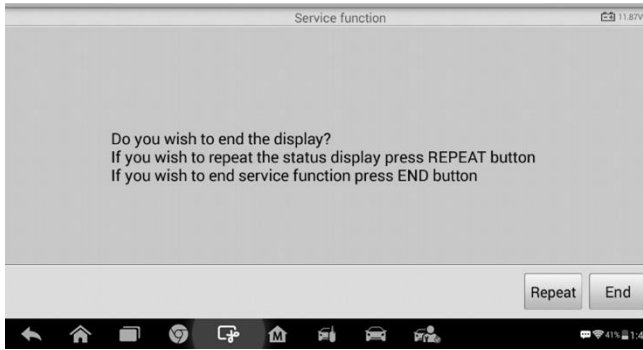 Service function
11.87V
Do you wish to end the display?
If you wish to repeat the status display press REPEAT button
If you wish to end service function press END button
Repeat
End
M
41%